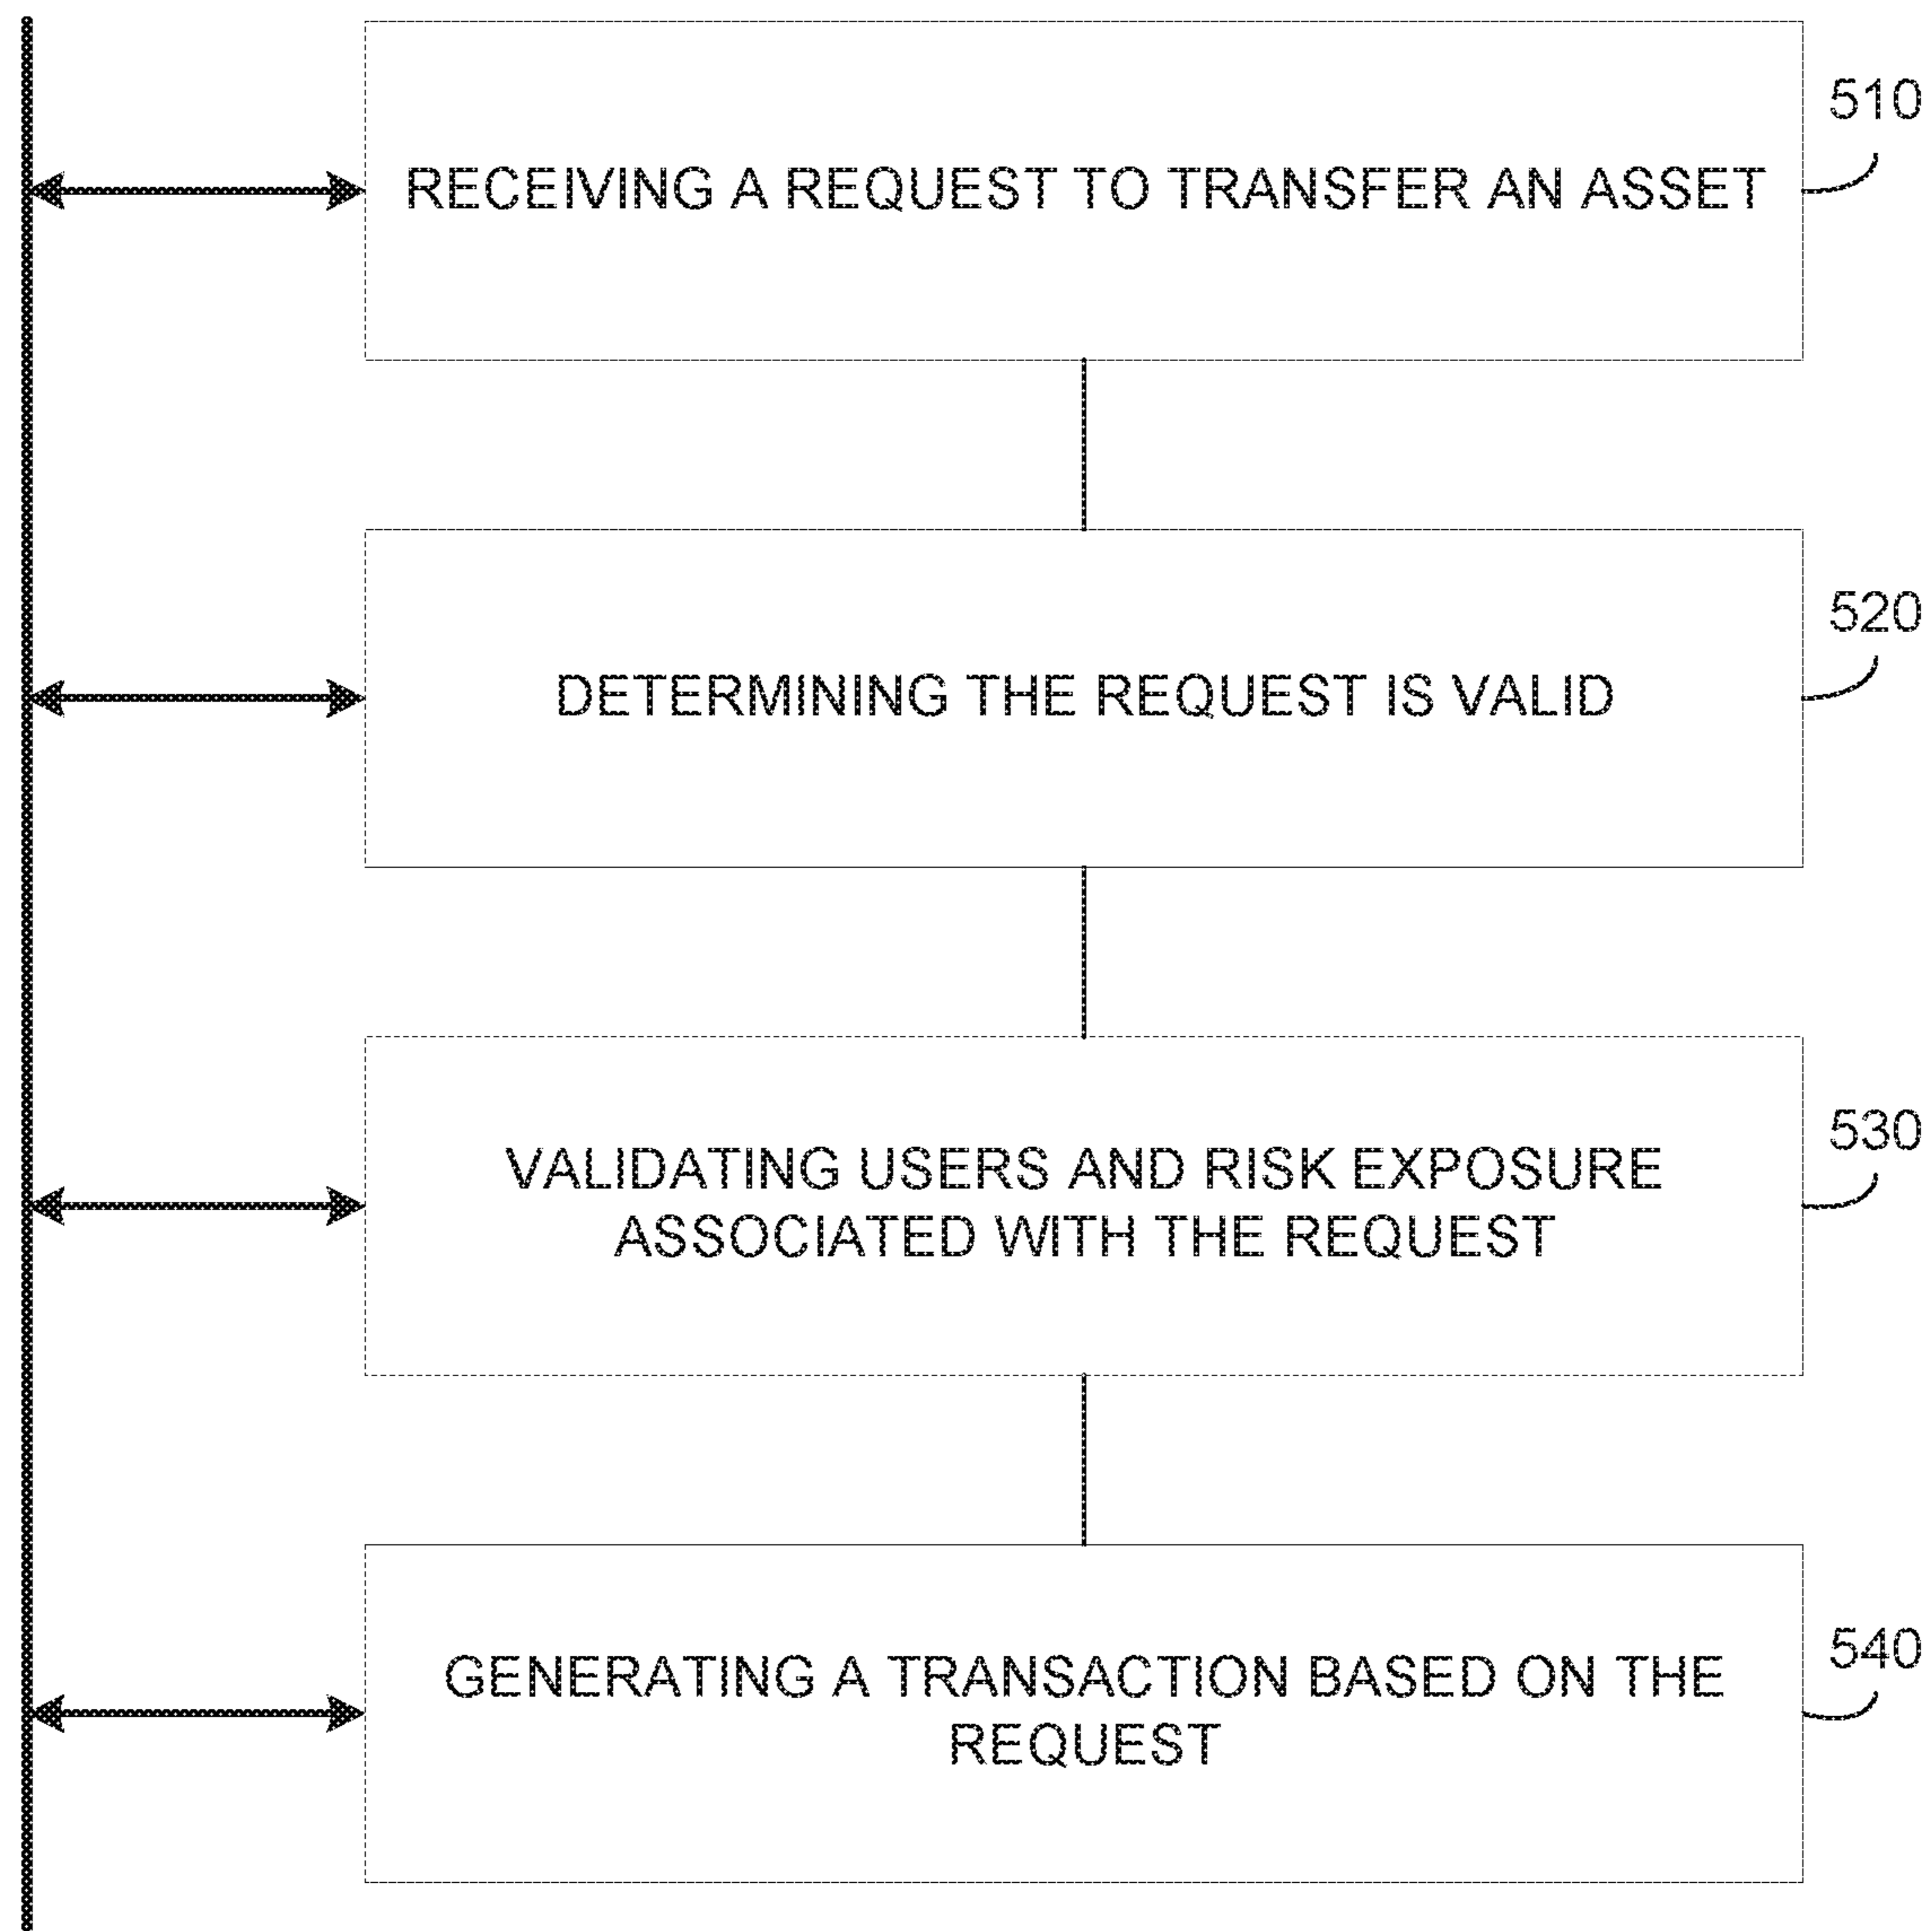 510
RECEIVING A REQUEST TO TRANSFER AN ASSET
520
DETERMINING THE REQUEST IS VALID
530
VALIDATING USERS AND RISK EXPOSURE
ASSOCIATED WITH THE REQUEST
540
GENERATING A TRANSACTION BASED ON THE
REQUEST